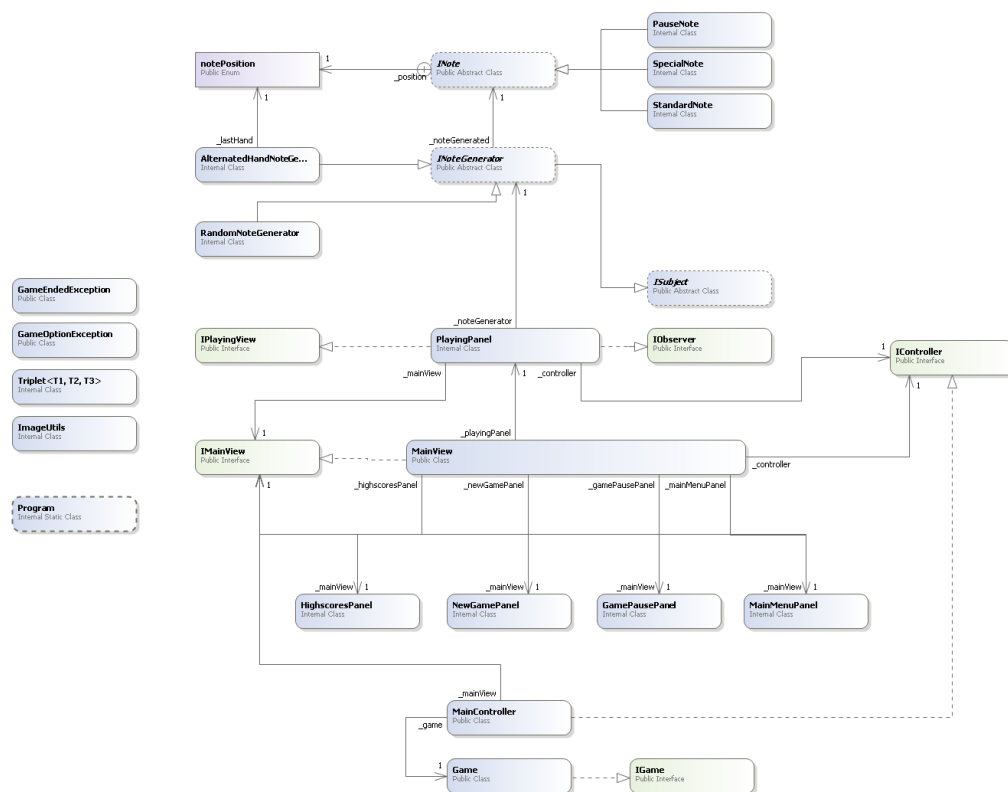 PauseNote
Internal Class
notePosition
Public Enum
1
_position
INote
Public Abstract Class
SpecialNote
Internal Class
StandardNote
Internal Class
1
1
_lastHand
_noteGenerated
AlternatedHandNoteGe...
Internal Class
INoteGenerator
Public Abstract Class
1
RandomNoteGenerator
Internal Class
GameEndedException
Public Class
ISubject
Public Abstract Class
GameOptionException
Public Class
_noteGenerator
IPlayingView
Public Interface
PlayingPanel
Internal Class
IObserver
Public Interface
1
IController
Public Interface
_mainView
1
_controller
1
Triplet<T1, T2, T3>
Internal Class
ImageUtils
Internal Class
1
_playingPanel
IMainView
Public Interface
MainView
Public Class
_controller
1
_highscoresPanel
_newGamePanel
_gamePausePanel
_mainMenuPanel
Program
Internal Static Class
_mainView
1
_mainView
1
_mainView
1
_mainView
1
HighscoresPanel
Internal Class
NewGamePanel
Internal Class
GamePausePanel
Internal Class
MainMenuPanel
Internal Class
_mainView
MainController
Public Class
_game
1
Game
Public Class
IGame
Public Interface